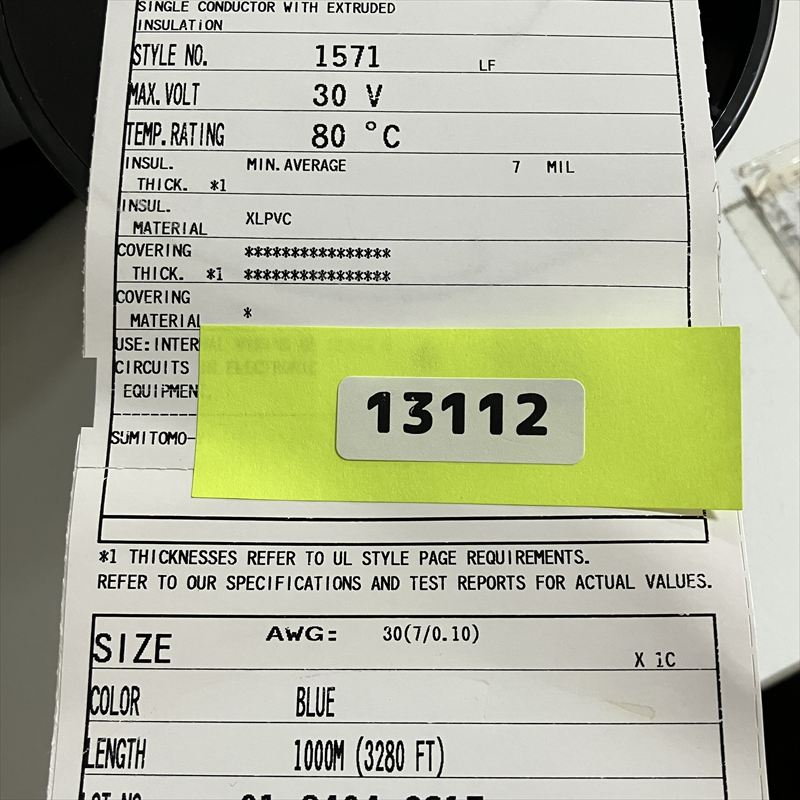 SINGLE CONDUCTOR WITH EXTRUDED
INSULATION
STYLE NO. 1571 LF
MAX. VOLT 30 V
TEMP. RATING 80 °C
INSUL. MIN. AVERAGE 7 MIL
THICK. *1
INSUL.
MATERIAL XLPVC
COVERING ****************
THICK. *1 ****************
COVERING
MATERIAL *
USE: INTER
CIRCUITS
EQUIPMEN
SUMITOMO-
13112
*1 THICKNESSES REFER TO UL STYLE PAGE REQUIREMENTS.
REFER TO OUR SPECIFICATIONS AND TEST REPORTS FOR ACTUAL VALUES.
SIZE AWG: 30(7/0.10)
X 1C
COLOR BLUE
LENGTH 1000M (3280 FT)